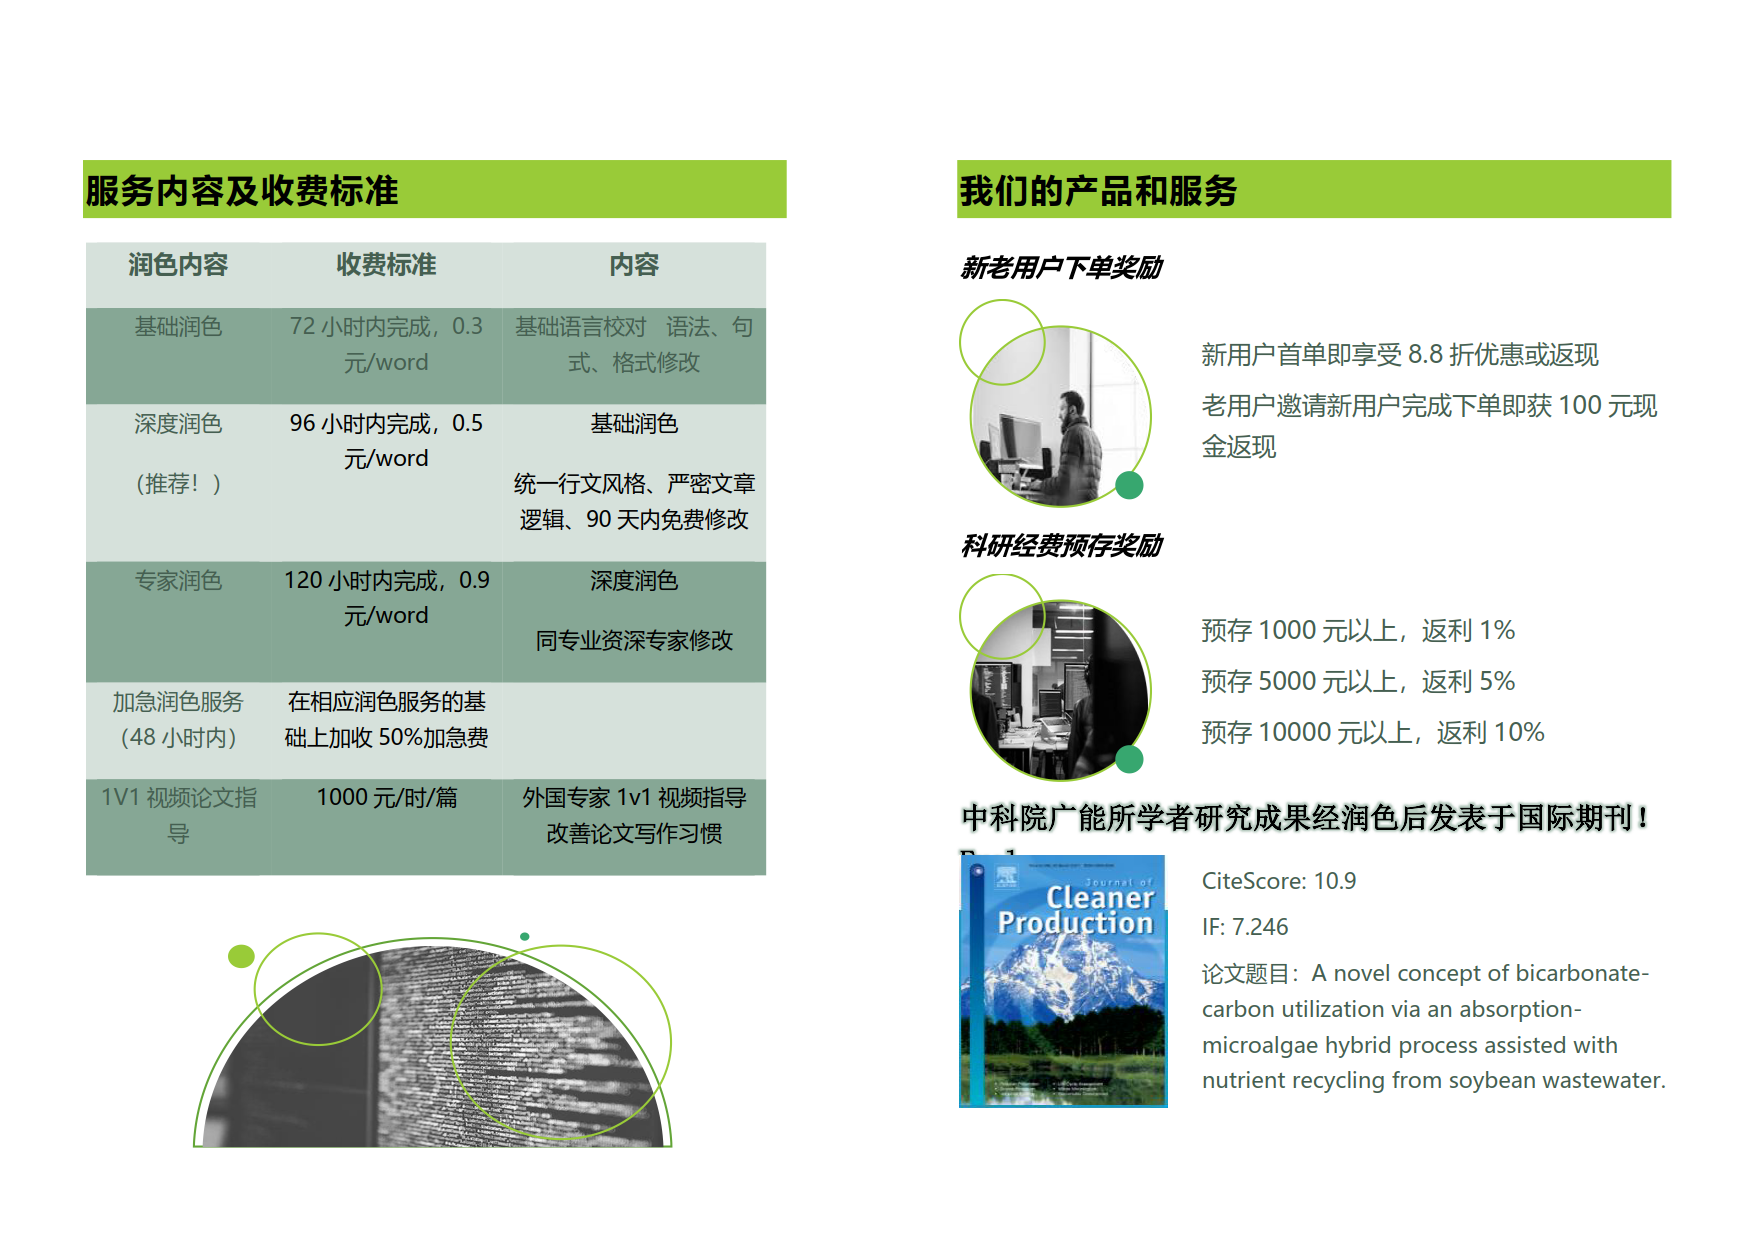 服务内容及收费标准
润色内容 收费标准 内容
基础润色 72 小时内完成，0.3 基础语言校对 语法、句
元/word 式、格式修改
深度润色 96 小时内完成，0.5 基础润色
元/word
（推荐！） 统一行文风格、严密文章
逻辑、90 天内免费修改
专家润色 120 小时内完成，0.9 深度润色
元/word
同专业资深专家修改
加急润色服务 在相应润色服务的基
（48 小时内） 础上加收 50%加急费
1V1 视频论文指 1000 元/时/篇 外国专家 1v1 视频指导
导 改善论文写作习惯
我们的产品和服务
新老用户下单奖励
新用户首单即享受 8.8 折优惠或返现
老用户邀请新用户完成下单即获 100 元现
金返现
科研经费预存奖励
预存 1000 元以上，返利 1%
预存 5000 元以上，返利 5%
预存 10000 元以上，返利 10%
中科院广能所学者研究成果经润色后发表于国际期刊！
Journal of
Cleaner
Production
CiteScore: 10.9
IF: 7.246
论文题目：A novel concept of bicarbonate-
carbon utilization via an absorption-
microalgae hybrid process assisted with
nutrient recycling from soybean wastewater.